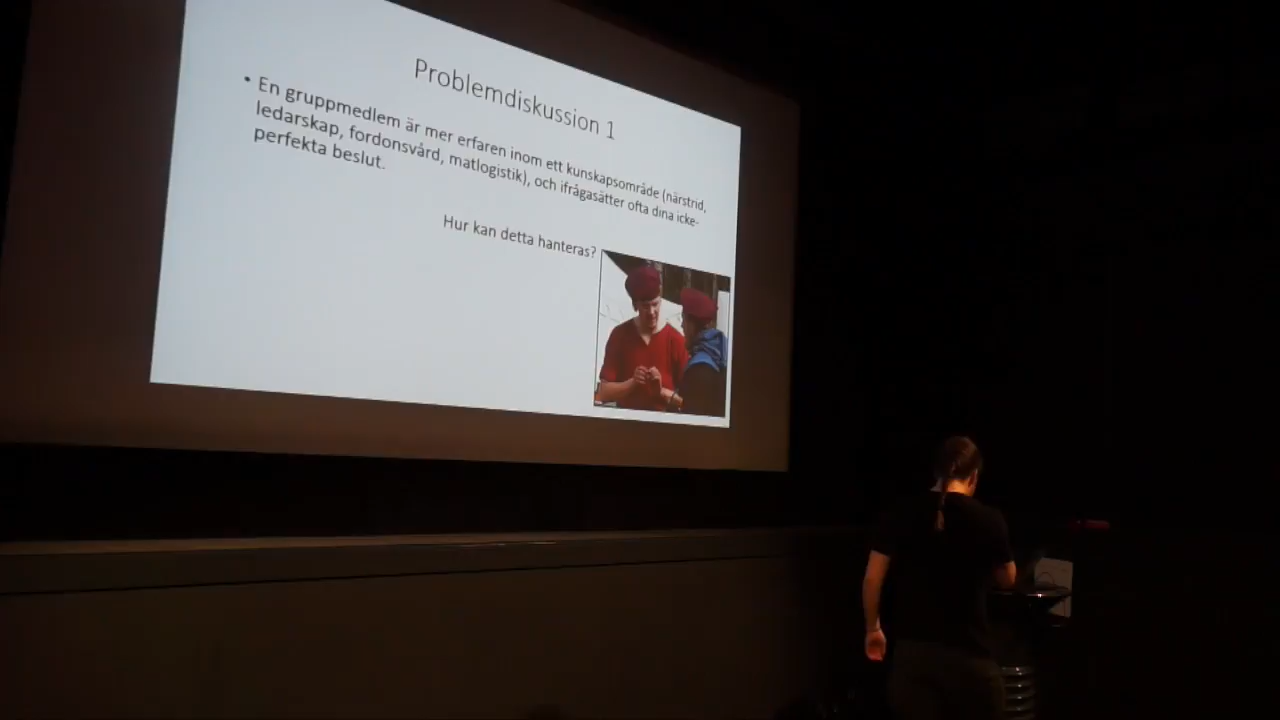 Problemdiskussion 1
• En gruppmedlem är mer erfaren inom ett kunskapsområde (närstrid,
ledarskap, fordonsvård, matlogistik), och ifrågasätter ofta dina icke-
perfekta beslut.
Hur kan detta hanteras?